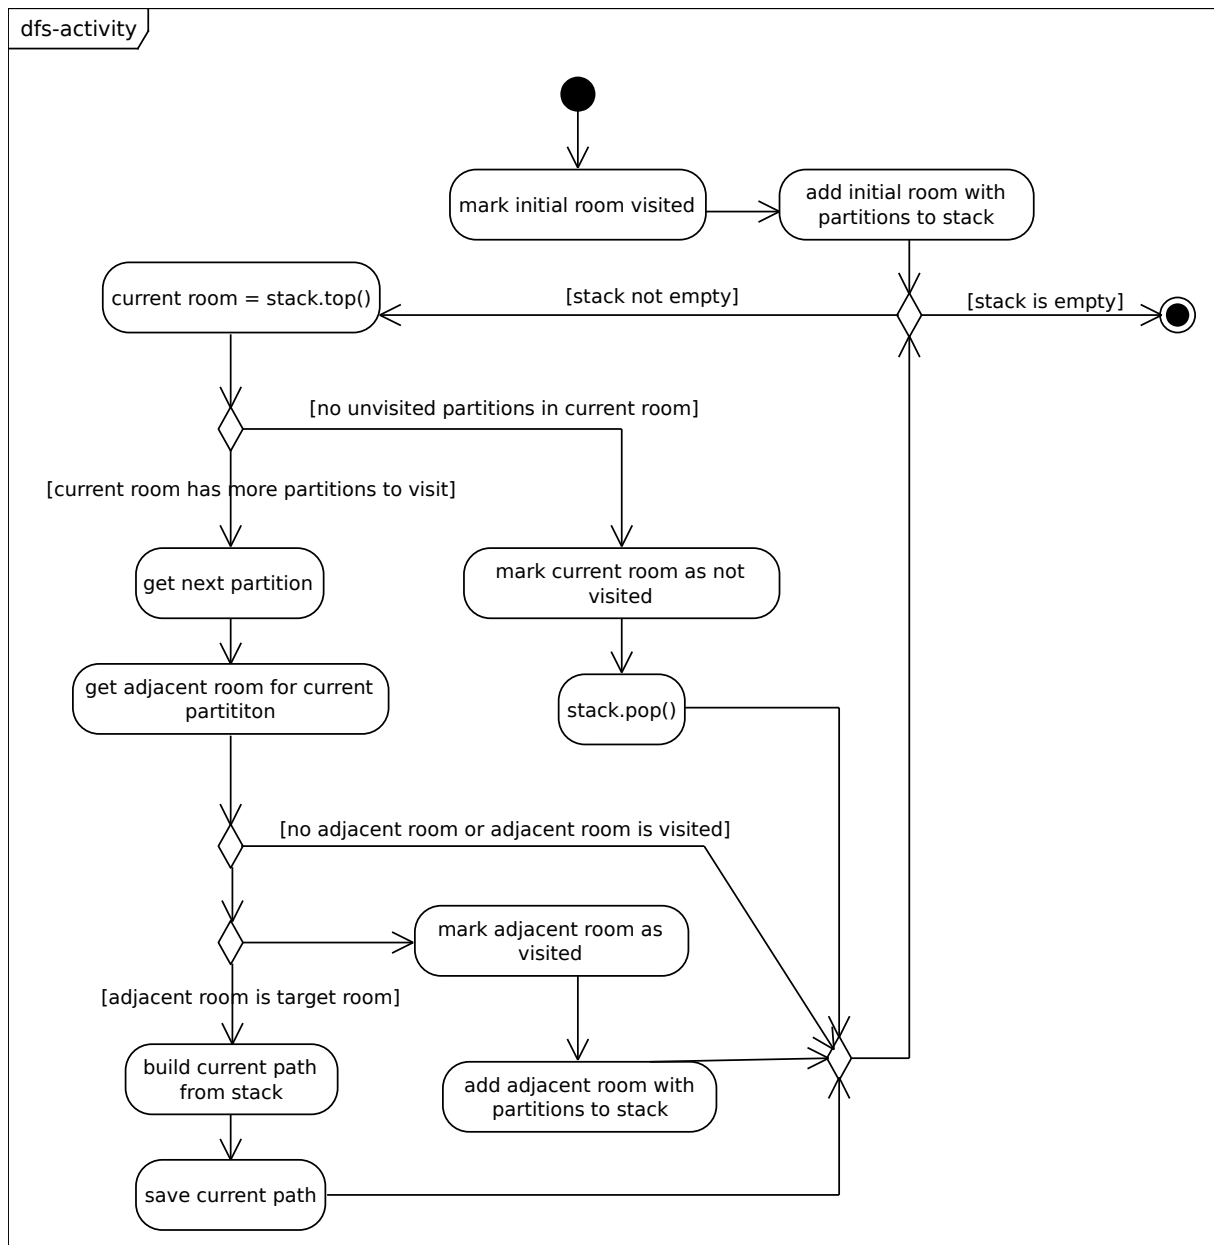 dfs-activity
mark initial room visited
add initial room with
partitions to stack
current room = stack.top()
[stack not empty]
[stack is empty]
[no unvisited partitions in current room]
[current room has more partitions to visit]
get next partition
mark current room as not
visited
get adjacent room for current
partititon
stack.pop()
[no adjacent room or adjacent room is visited]
mark adjacent room as
visited
[adjacent room is target room]
build current path
from stack
add adjacent room with
partitions to stack
save current path